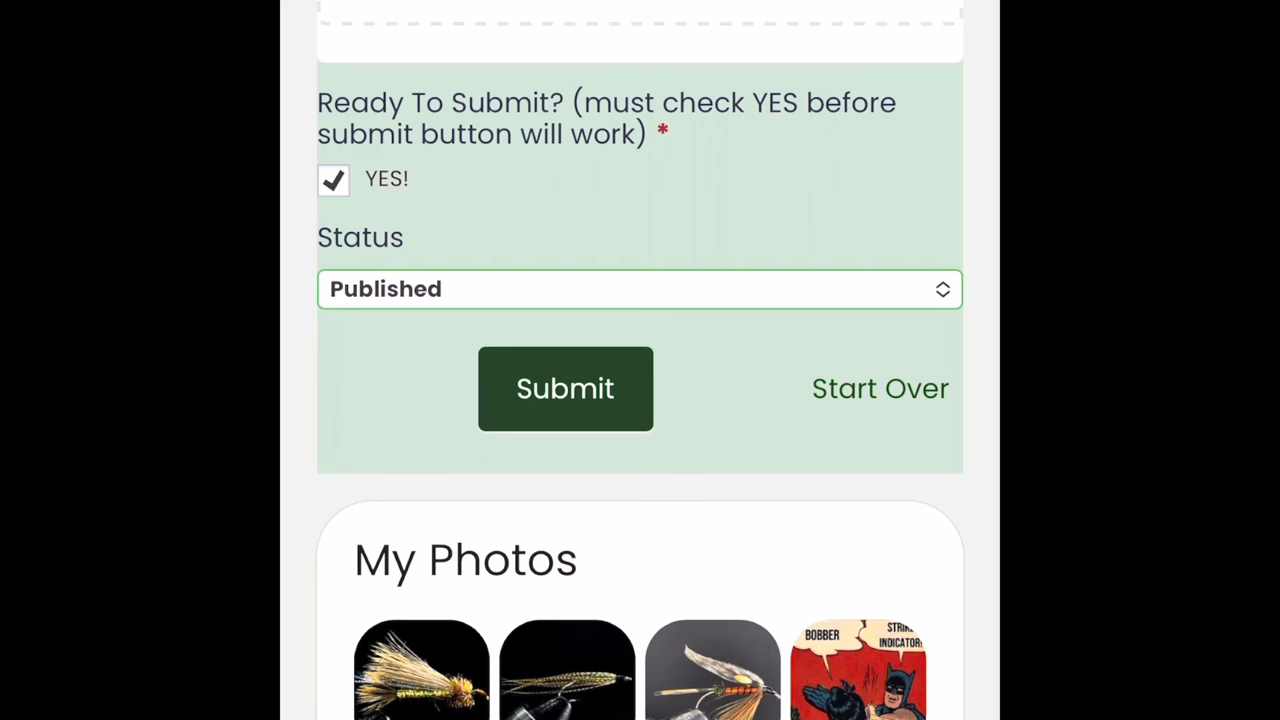 Ready To Submit? (must check YES before
submit button will work) *
YES!
Status
Published
Submit
Start Over
My Photos
BOBBER
INDICATOR!